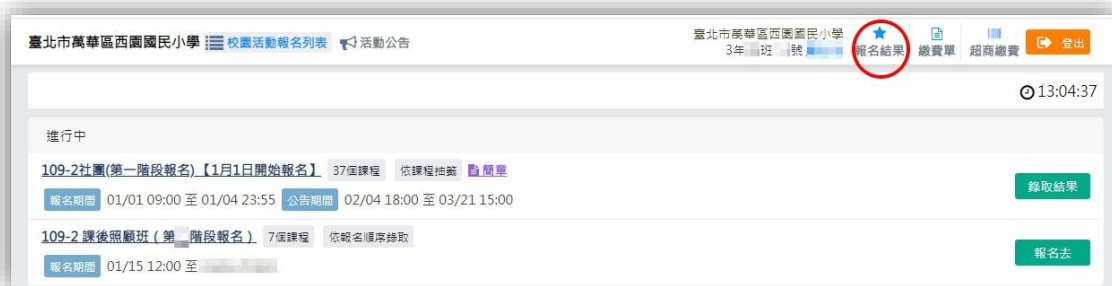 臺北市萬華區西園國民小學 校園活動報名列表 活動公告
臺北市萬華區西園國民小學
3年 班 號
報名結果 繳費單 超商繳費 登出
13:04:37
進行中
109-2社團(第一階段報名)【1月1日開始報名】 37個課程 依課程抽籤 簡章
錄取結果
報名期間 01/01 09:00 至 01/04 23:55 公告期間 02/04 18:00 至 03/21 15:00
109-2 課後照顧班 ( 第 階段報名 ) 7個課程 依報名順序錄取
報名去
報名期間 01/15 12:00 至